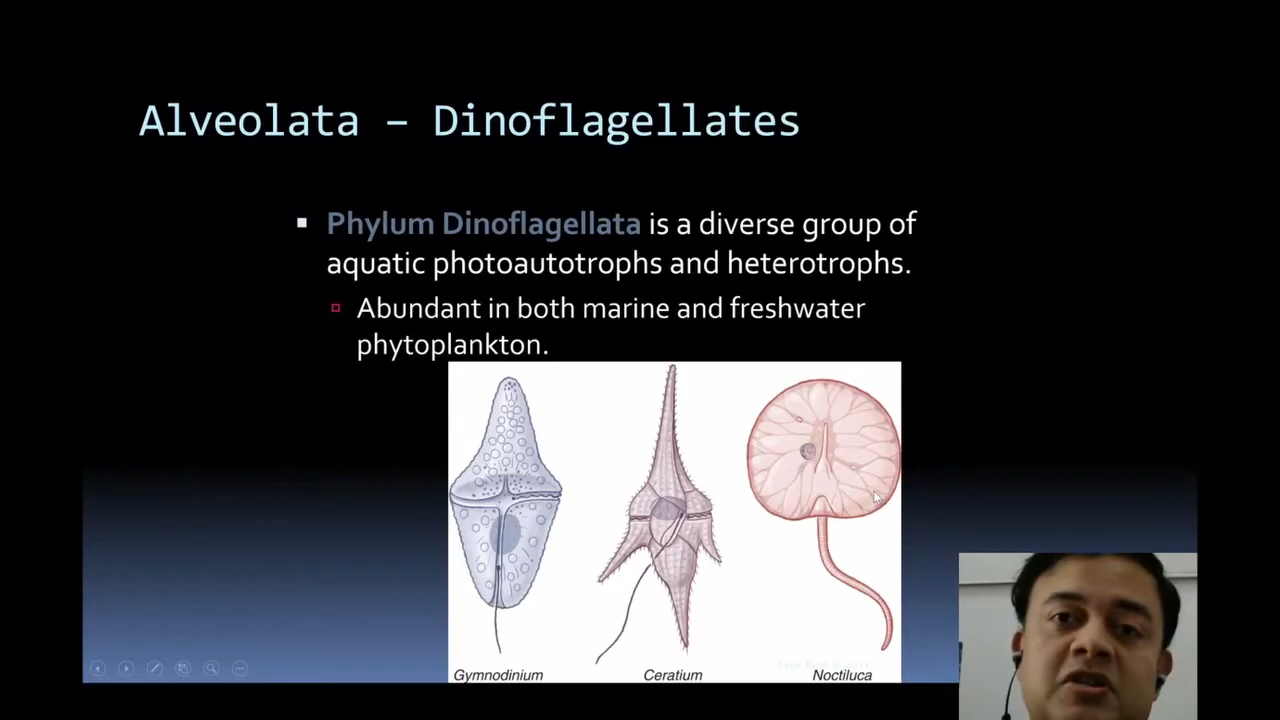 Alveolata – Dinoflagellates
Phylum Dinoflagellata is a diverse group of
aquatic photoautotrophs and heterotrophs.
Abundant in both marine and freshwater
phytoplankton.
Gymnodinium Ceratium Noctiluca